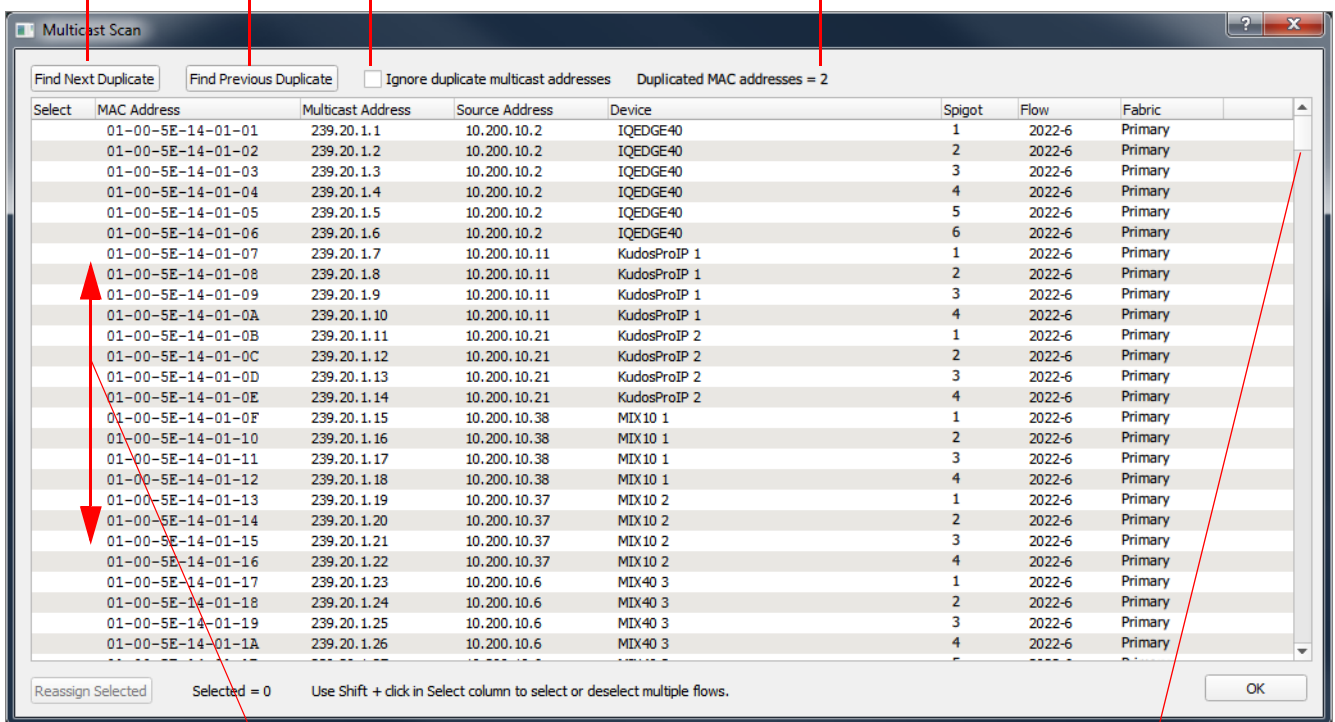 Multicast Scan
Find Next Duplicate Find Previous Duplicate Ignore duplicate multicast addresses Duplicated MAC addresses = 2
Select MAC Address Multicast Address Source Address Device Spigot Flow Fabric
01-00-5E-14-01-01 239.20.1.1 10.200.10.2 IQEDGE40 1 2022-6 Primary
01-00-5E-14-01-02 239.20.1.2 10.200.10.2 IQEDGE40 2 2022-6 Primary
01-00-5E-14-01-03 239.20.1.3 10.200.10.2 IQEDGE40 3 2022-6 Primary
01-00-5E-14-01-04 239.20.1.4 10.200.10.2 IQEDGE40 4 2022-6 Primary
01-00-5E-14-01-05 239.20.1.5 10.200.10.2 IQEDGE40 5 2022-6 Primary
01-00-5E-14-01-06 239.20.1.6 10.200.10.2 IQEDGE40 6 2022-6 Primary
01-00-5E-14-01-07 239.20.1.7 10.200.10.11 KudosProIP 1 1 2022-6 Primary
01-00-5E-14-01-08 239.20.1.8 10.200.10.11 KudosProIP 1 2 2022-6 Primary
01-00-5E-14-01-09 239.20.1.9 10.200.10.11 KudosProIP 1 3 2022-6 Primary
01-00-5E-14-01-0A 239.20.1.10 10.200.10.11 KudosProIP 1 4 2022-6 Primary
01-00-5E-14-01-0B 239.20.1.11 10.200.10.21 KudosProIP 2 1 2022-6 Primary
01-00-5E-14-01-0C 239.20.1.12 10.200.10.21 KudosProIP 2 2 2022-6 Primary
01-00-5E-14-01-0D 239.20.1.13 10.200.10.21 KudosProIP 2 3 2022-6 Primary
01-00-5E-14-01-0E 239.20.1.14 10.200.10.21 KudosProIP 2 4 2022-6 Primary
01-00-5E-14-01-0F 239.20.1.15 10.200.10.38 MIX10 1 1 2022-6 Primary
01-00-5E-14-01-10 239.20.1.16 10.200.10.38 MIX10 1 2 2022-6 Primary
01-00-5E-14-01-11 239.20.1.17 10.200.10.38 MIX10 1 3 2022-6 Primary
01-00-5E-14-01-12 239.20.1.18 10.200.10.38 MIX10 1 4 2022-6 Primary
01-00-5E-14-01-13 239.20.1.19 10.200.10.37 MIX10 2 1 2022-6 Primary
01-00-5E-14-01-14 239.20.1.20 10.200.10.37 MIX10 2 2 2022-6 Primary
01-00-5E-14-01-15 239.20.1.21 10.200.10.37 MIX10 2 3 2022-6 Primary
01-00-5E-14-01-16 239.20.1.22 10.200.10.37 MIX10 2 4 2022-6 Primary
01-00-5E-14-01-17 239.20.1.23 10.200.10.6 MIX40 3 1 2022-6 Primary
01-00-5E-14-01-18 239.20.1.24 10.200.10.6 MIX40 3 2 2022-6 Primary
01-00-5E-14-01-19 239.20.1.25 10.200.10.6 MIX40 3 3 2022-6 Primary
01-00-5E-14-01-1A 239.20.1.26 10.200.10.6 MIX40 3 4 2022-6 Primary
Reassign Selected Selected = 0 Use Shift + click in Select column to select or deselect multiple flows. OK